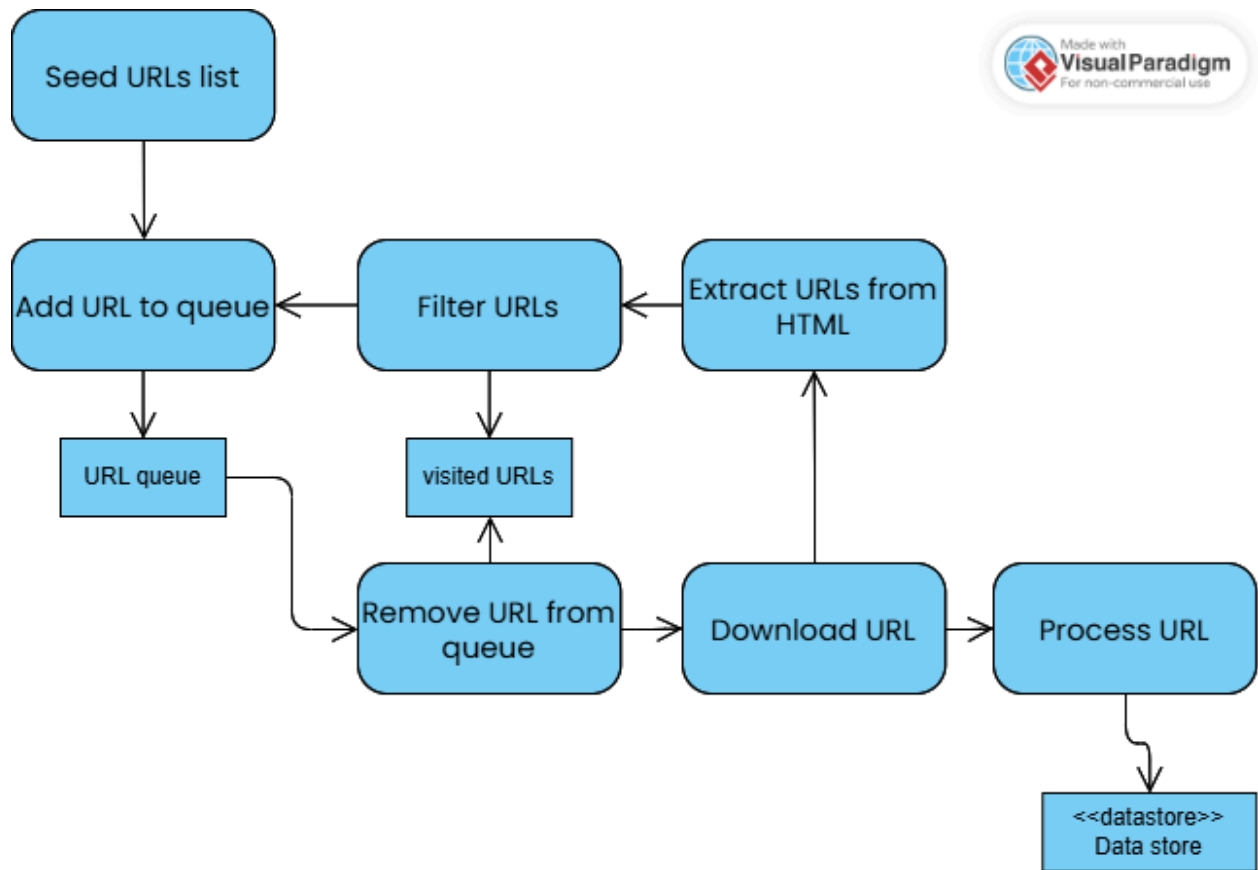 Seed URLs list
Made with
Visual Paradigm
For non-commercial use
Add URL to queue
Filter URLs
Extract URLs from
HTML
URL queue
visited URLs
Remove URL from
queue
Download URL
Process URL
<<datastore>>
Data store